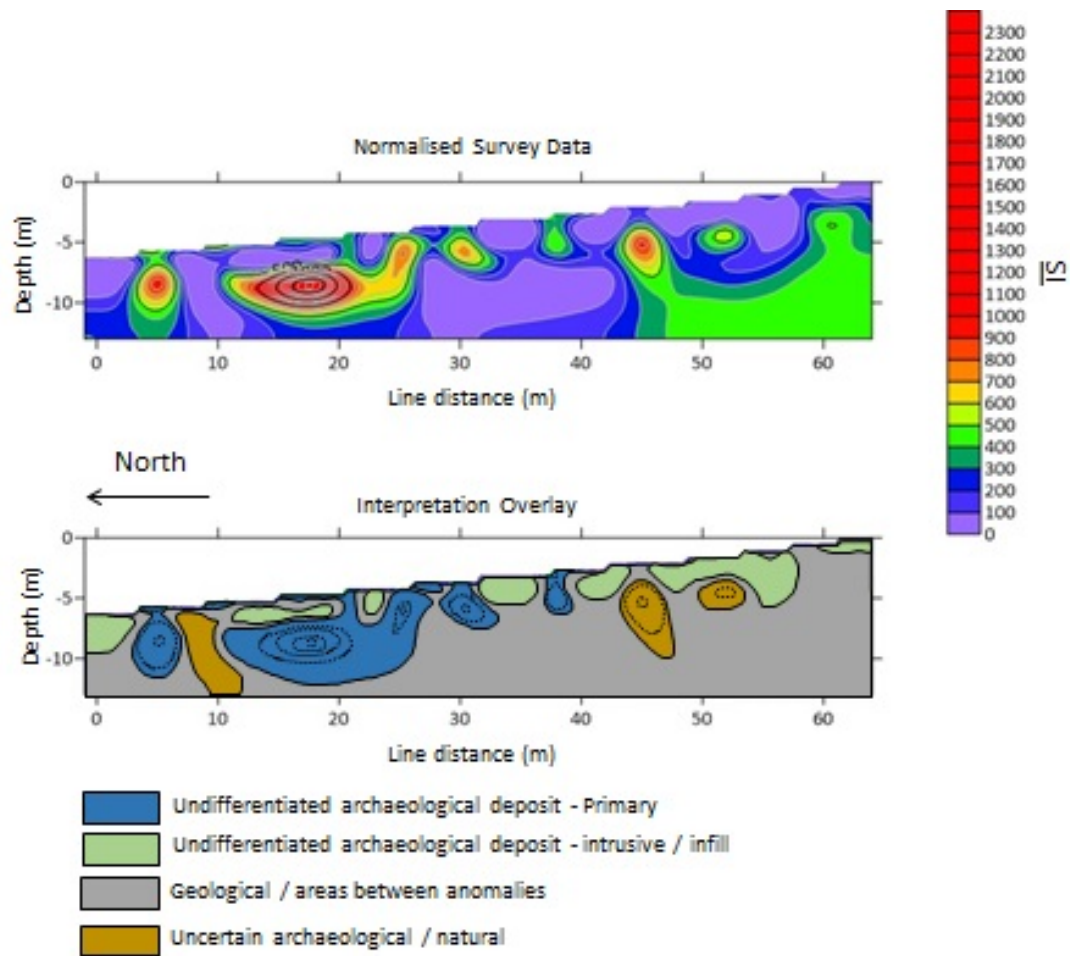 Normalised Survey Data
0
-5
-10
Depth (m)
0 10 20 30 40 50 60
Line distance (m)
2300
2200
2100
2000
1900
1800
1700
1600
1500
1400
1300
1200
1100
1000
900
800
700
600
500
400
300
200
100
0
SI
North
Interpretation Overlay
0
-5
-10
Depth (m)
0 10 20 30 40 50 60
Line distance (m)
Undifferentiated archaeological deposit - Primary
Undifferentiated archaeological deposit - intrusive / infill
Geological / areas between anomalies
Uncertain archaeological / natural